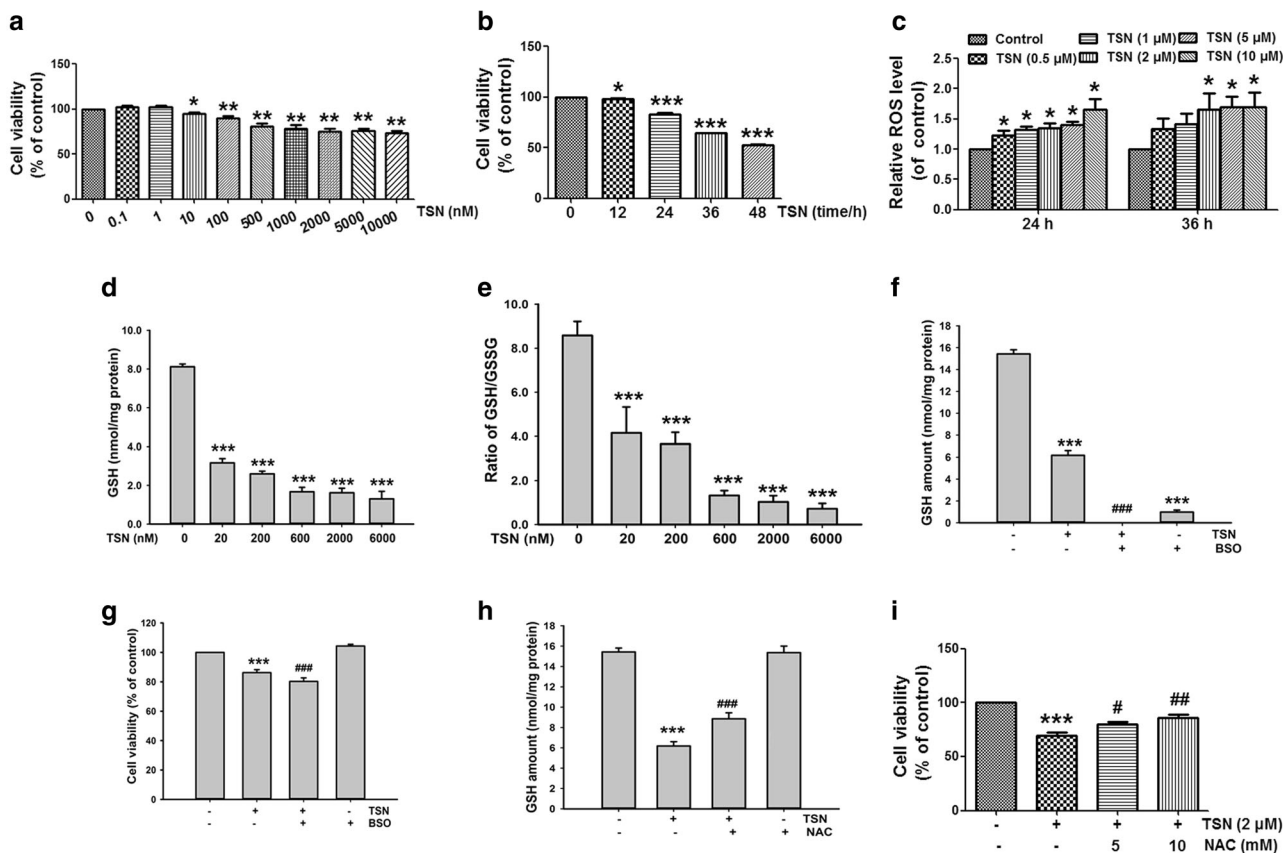 a
Cell viability
(% of control)
150
100
50
0
* ** ** ** ** ** **
0 0.1 1 10 100 500 1000 2000 5000 10000
TSN (nM)
b
Cell viability
(% of control)
150
100
50
0
* *** *** ***
0 12 24 36 48
TSN (time/h)
c
Control TSN (1 µM) TSN (5 µM)
TSN (0.5 µM) TSN (2 µM) TSN (10 µM)
Relative ROS level
(of control)
2.5
2.0
1.5
1.0
0.5
0.0
* * * * * * * *
24 h 36 h
d
GSH (nmol/mg protein)
10.0
8.0
6.0
4.0
2.0
0.0
*** *** *** *** ***
TSN (nM) 0 20 200 600 2000 6000
e
Ratio of GSH/GSSG
10.0
8.0
6.0
4.0
2.0
0.0
*** *** *** *** ***
TSN (nM) 0 20 200 600 2000 6000
f
GSH amount (nmol/mg protein)
18
16
14
12
10
8
6
4
2
0
*** ### ***
- + + - TSN
- - + + BSO
g
Cell viability (% of control)
120
100
80
60
40
20
0
*** ###
- + + - TSN
- - + + BSO
h
GSH amount (nmol/mg protein)
18
16
14
12
10
8
6
4
2
0
*** ###
- + + - TSN
- - + + NAC
i
Cell viability
(% of control)
150
100
50
0
*** # ##
- + + + TSN (2 µM)
- - 5 10 NAC (mM)